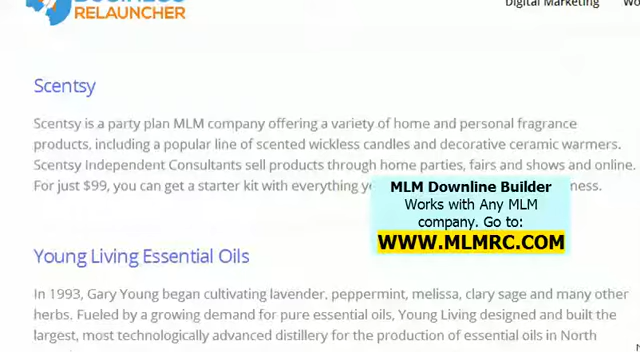 RELAUNCHER
Digital Marketing
Scentsy
Scentsy is a party plan MLM company offering a variety of home and personal fragrance
products, including a popular line of scented wickless candles and decorative ceramic warmers.
Scentsy Independent Consultants sell products through home parties, fairs and shows and online.
For just $99, you can get a starter kit with everything
MLM Downline Builder
Works with Any MLM
company. Go to:
WWW.MLMRC.COM
Young Living Essential Oils
In 1993, Gary Young began cultivating lavender, peppermint, melissa, clary sage and many other
herbs. Fueled by a growing demand for pure essential oils, Young Living designed and built the
largest, most technologically advanced distillery for the production of essential oils in North